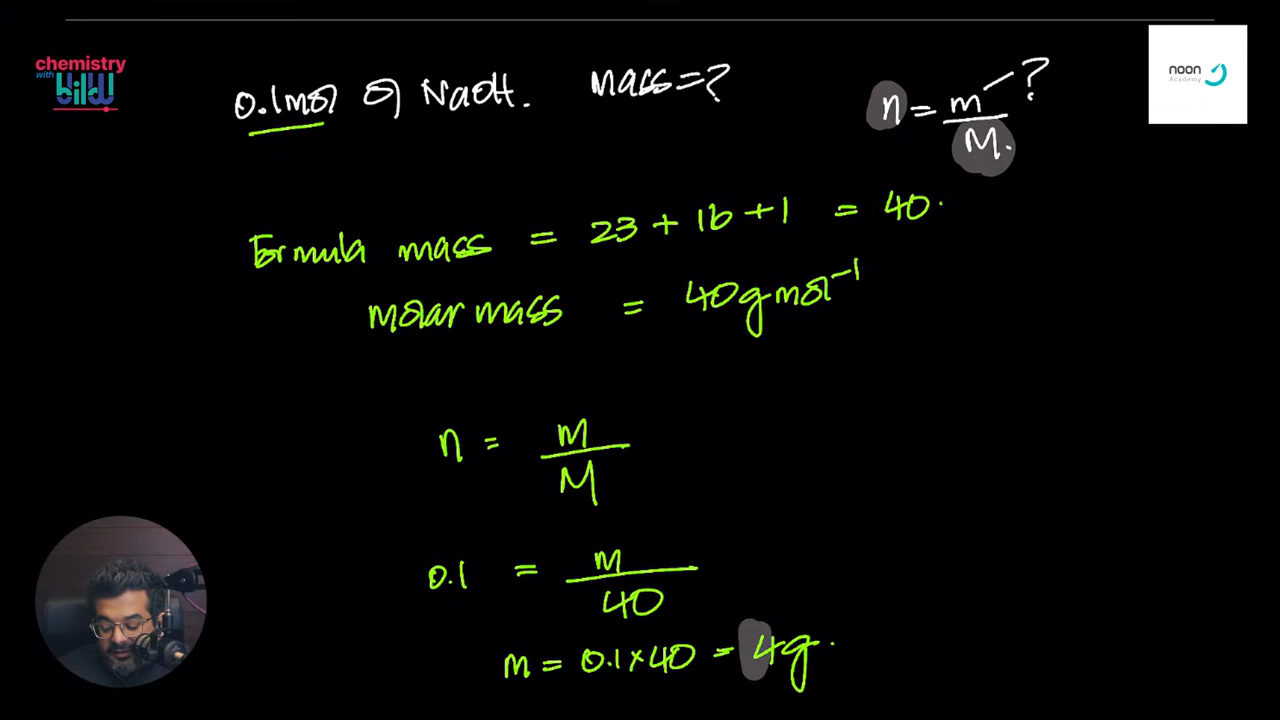 chemistry
with
bilal
0.1mol of NaOH. mass=?
n = m/M. ?
noon
Academy
Formula mass = 23 + 16 + 1 = 40.
molar mass = 40gmol⁻¹
n = m/M
0.1 = m/40
m = 0.1×40 = 4g.